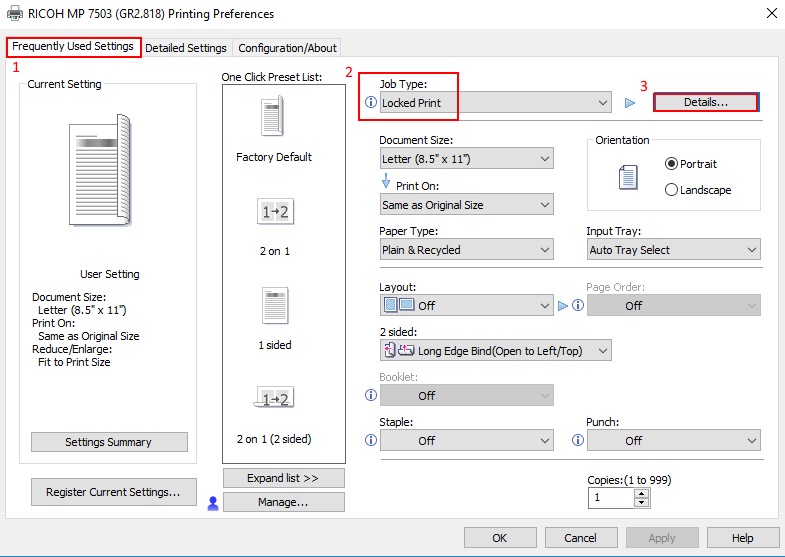 RICOH MP 7503 (GR2.818) Printing Preferences
Frequently Used Settings
Detailed Settings
Configuration/About
1
Current Setting
User Setting
Document Size:
Letter (8.5" x 11")
Print On:
Same as Original Size
Reduce/Enlarge:
Fit to Print Size
Settings Summary
Register Current Settings...
One Click Preset List:
Factory Default
1→2
2 on 1
1 sided
1→2
2 on 1 (2 sided)
Expand list >>
Manage...
2
Job Type:
Locked Print
3
Details...
Document Size:
Letter (8.5" x 11")
Print On:
Same as Original Size
Orientation
Portrait
Landscape
Paper Type:
Plain & Recycled
Input Tray:
Auto Tray Select
Layout:
Off
Page Order:
Off
2 sided:
Long Edge Bind(Open to Left/Top)
Booklet:
Off
Staple:
Off
Punch:
Off
Copies:(1 to 999)
1
OK
Cancel
Apply
Help